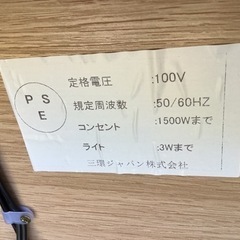 P S
E
定格電圧 :100V
規定周波数 :50/60HZ
コンセント :1500Wまで
ライト :3Wまで
三環ジャパン株式会社